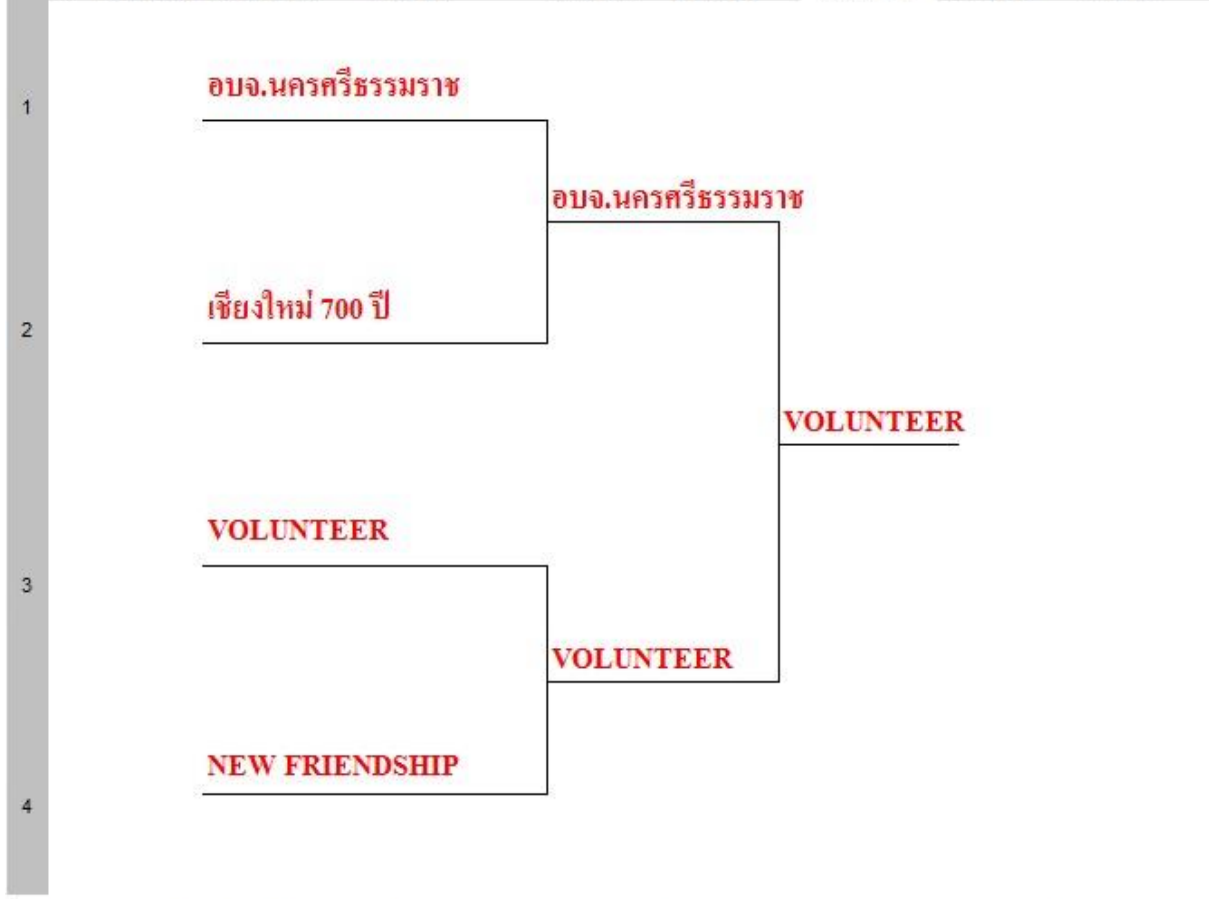 1
อบจ.นครศรีธรรมราช
อบจ.นครศรีธรรมราช
2
เชียงใหม่ 700 ปี
VOLUNTEER
3
VOLUNTEER
VOLUNTEER
4
NEW FRIENDSHIP